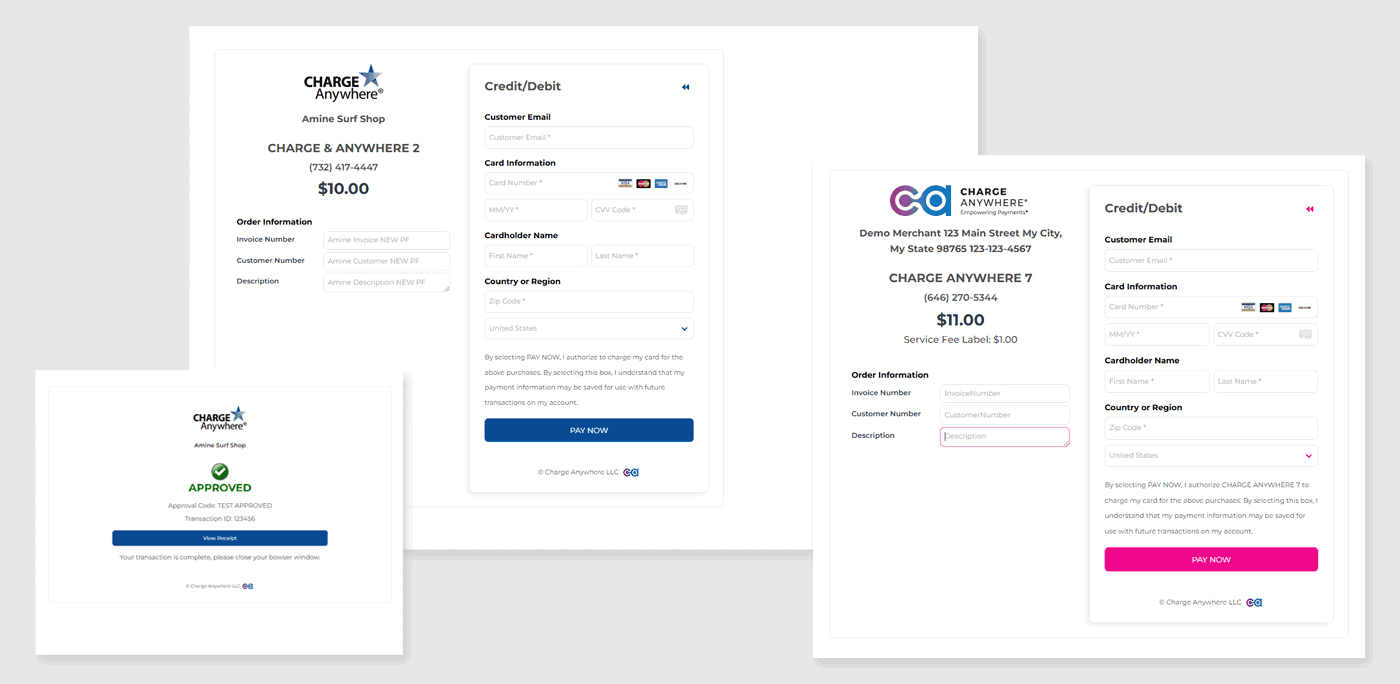 CHARGE
Anywhere®
Amine Surf Shop
CHARGE & ANYWHERE 2
(732) 417-4447
$10.00
Order Information
Invoice Number
Amine Invoice NEW PF
Customer Number
Amine Customer NEW PF
Description
Amine Description NEW PF
Credit/Debit
Customer Email
Customer Email *
Card Information
Card Number *
VISA
MM/YY *
CVV Code *
Cardholder Name
First Name *
Last Name *
Country or Region
Zip Code *
United States
By selecting PAY NOW, I authorize to charge my card for the
above purchases. By selecting this box, I understand that my
payment information may be saved for use with future
transactions on my account.
PAY NOW
© Charge Anywhere LLC ca
CHARGE
Anywhere®
Amine Surf Shop
APPROVED
Approval Code: TEST APPROVED
Transaction ID: 123456
View Receipt
Your transaction is complete, please close your bowser window.
© Charge Anywhere LLC ca
ca
CHARGE
ANYWHERE®
Empowering Payments®
Demo Merchant 123 Main Street My City,
My State 98765 123-123-4567
CHARGE ANYWHERE 7
(646) 270-5344
$11.00
Service Fee Label: $1.00
Order Information
Invoice Number
InvoiceNumber
Customer Number
CustomerNumber
Description
Description
Credit/Debit
Customer Email
Customer Email *
Card Information
Card Number *
VISA
MM/YY *
CVV Code *
Cardholder Name
First Name *
Last Name *
Country or Region
Zip Code *
United States
By selecting PAY NOW, I authorize CHARGE ANYWHERE 7 to
charge my card for the above purchases. By selecting this box, I
understand that my payment information may be saved for
use with future transactions on my account.
PAY NOW
© Charge Anywhere LLC ca